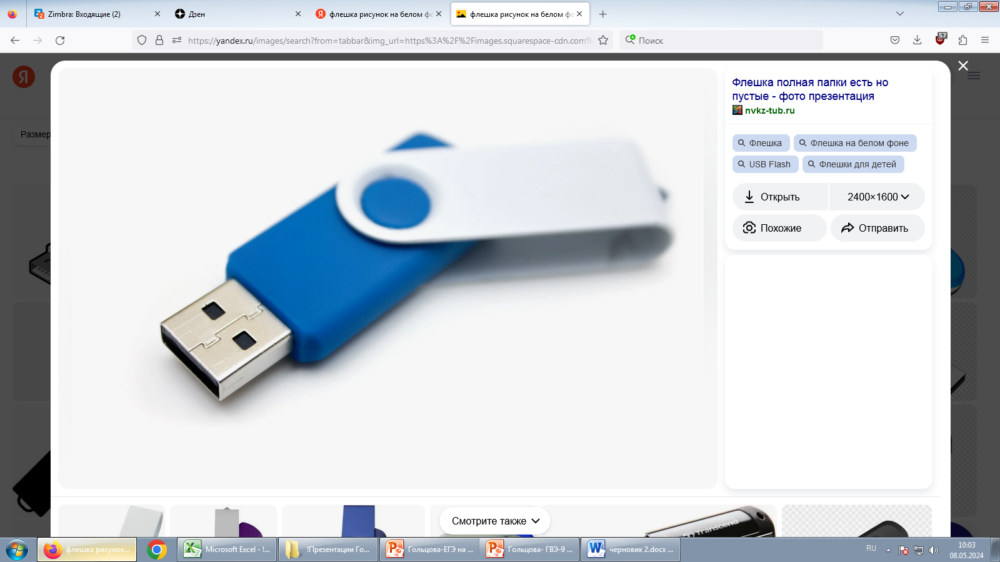 Zimbra: Входящие (2)
Дзен
флешка рисунок на белом фо
флешка рисунок на белом фо
https://yandex.ru/images/search?from=tabbar&img_url=https%3A%2F%2Fimages.squarespace-cdn.com%
Поиск
57
Я
Размер
Флешка полная папки есть но
пустые - фото презентация
nvkz-tub.ru
Флешка
Флешка на белом фоне
USB Flash
Флешки для детей
Открыть
2400×1600
Похожие
Отправить
Смотрите также
Transcend
флешка рисунок...
Microsoft Excel - !...
!Презентации Го...
Гольцова-ЕГЭ на ...
Гольцова- ГВЭ-9 ...
черновик 2.docx ...
RU
10:03
08.05.2024